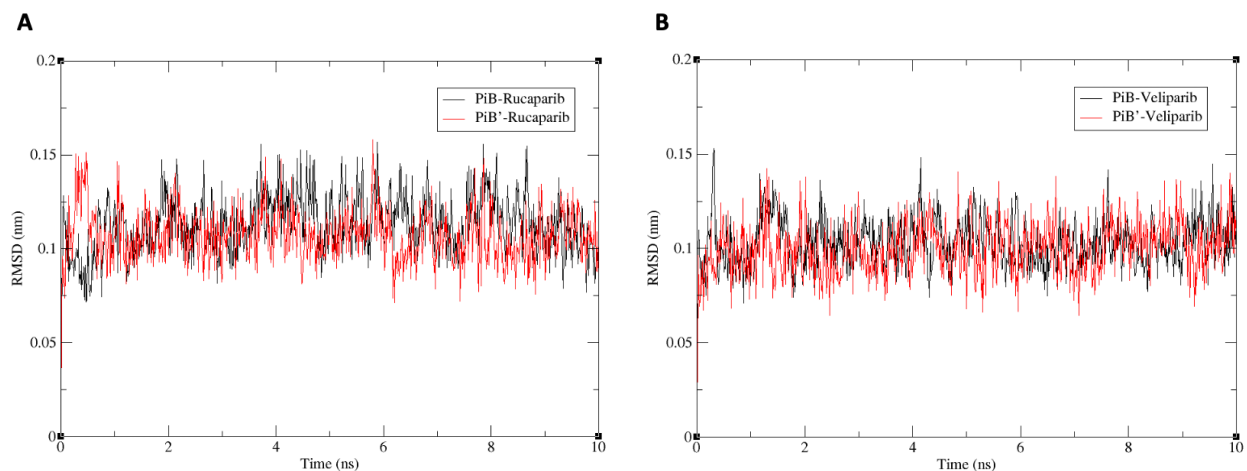 A
0.2
0.15
0.1
0.05
0
RMSD (nm)
PiB-Rucaparib
PiB'-Rucaparib
0 2 4 6 8 10
Time (ns)
B
0.2
0.15
0.1
0.05
0
RMSD (nm)
PiB-Veliparib
PiB'-Veliparib
0 2 4 6 8 10
Time (ns)